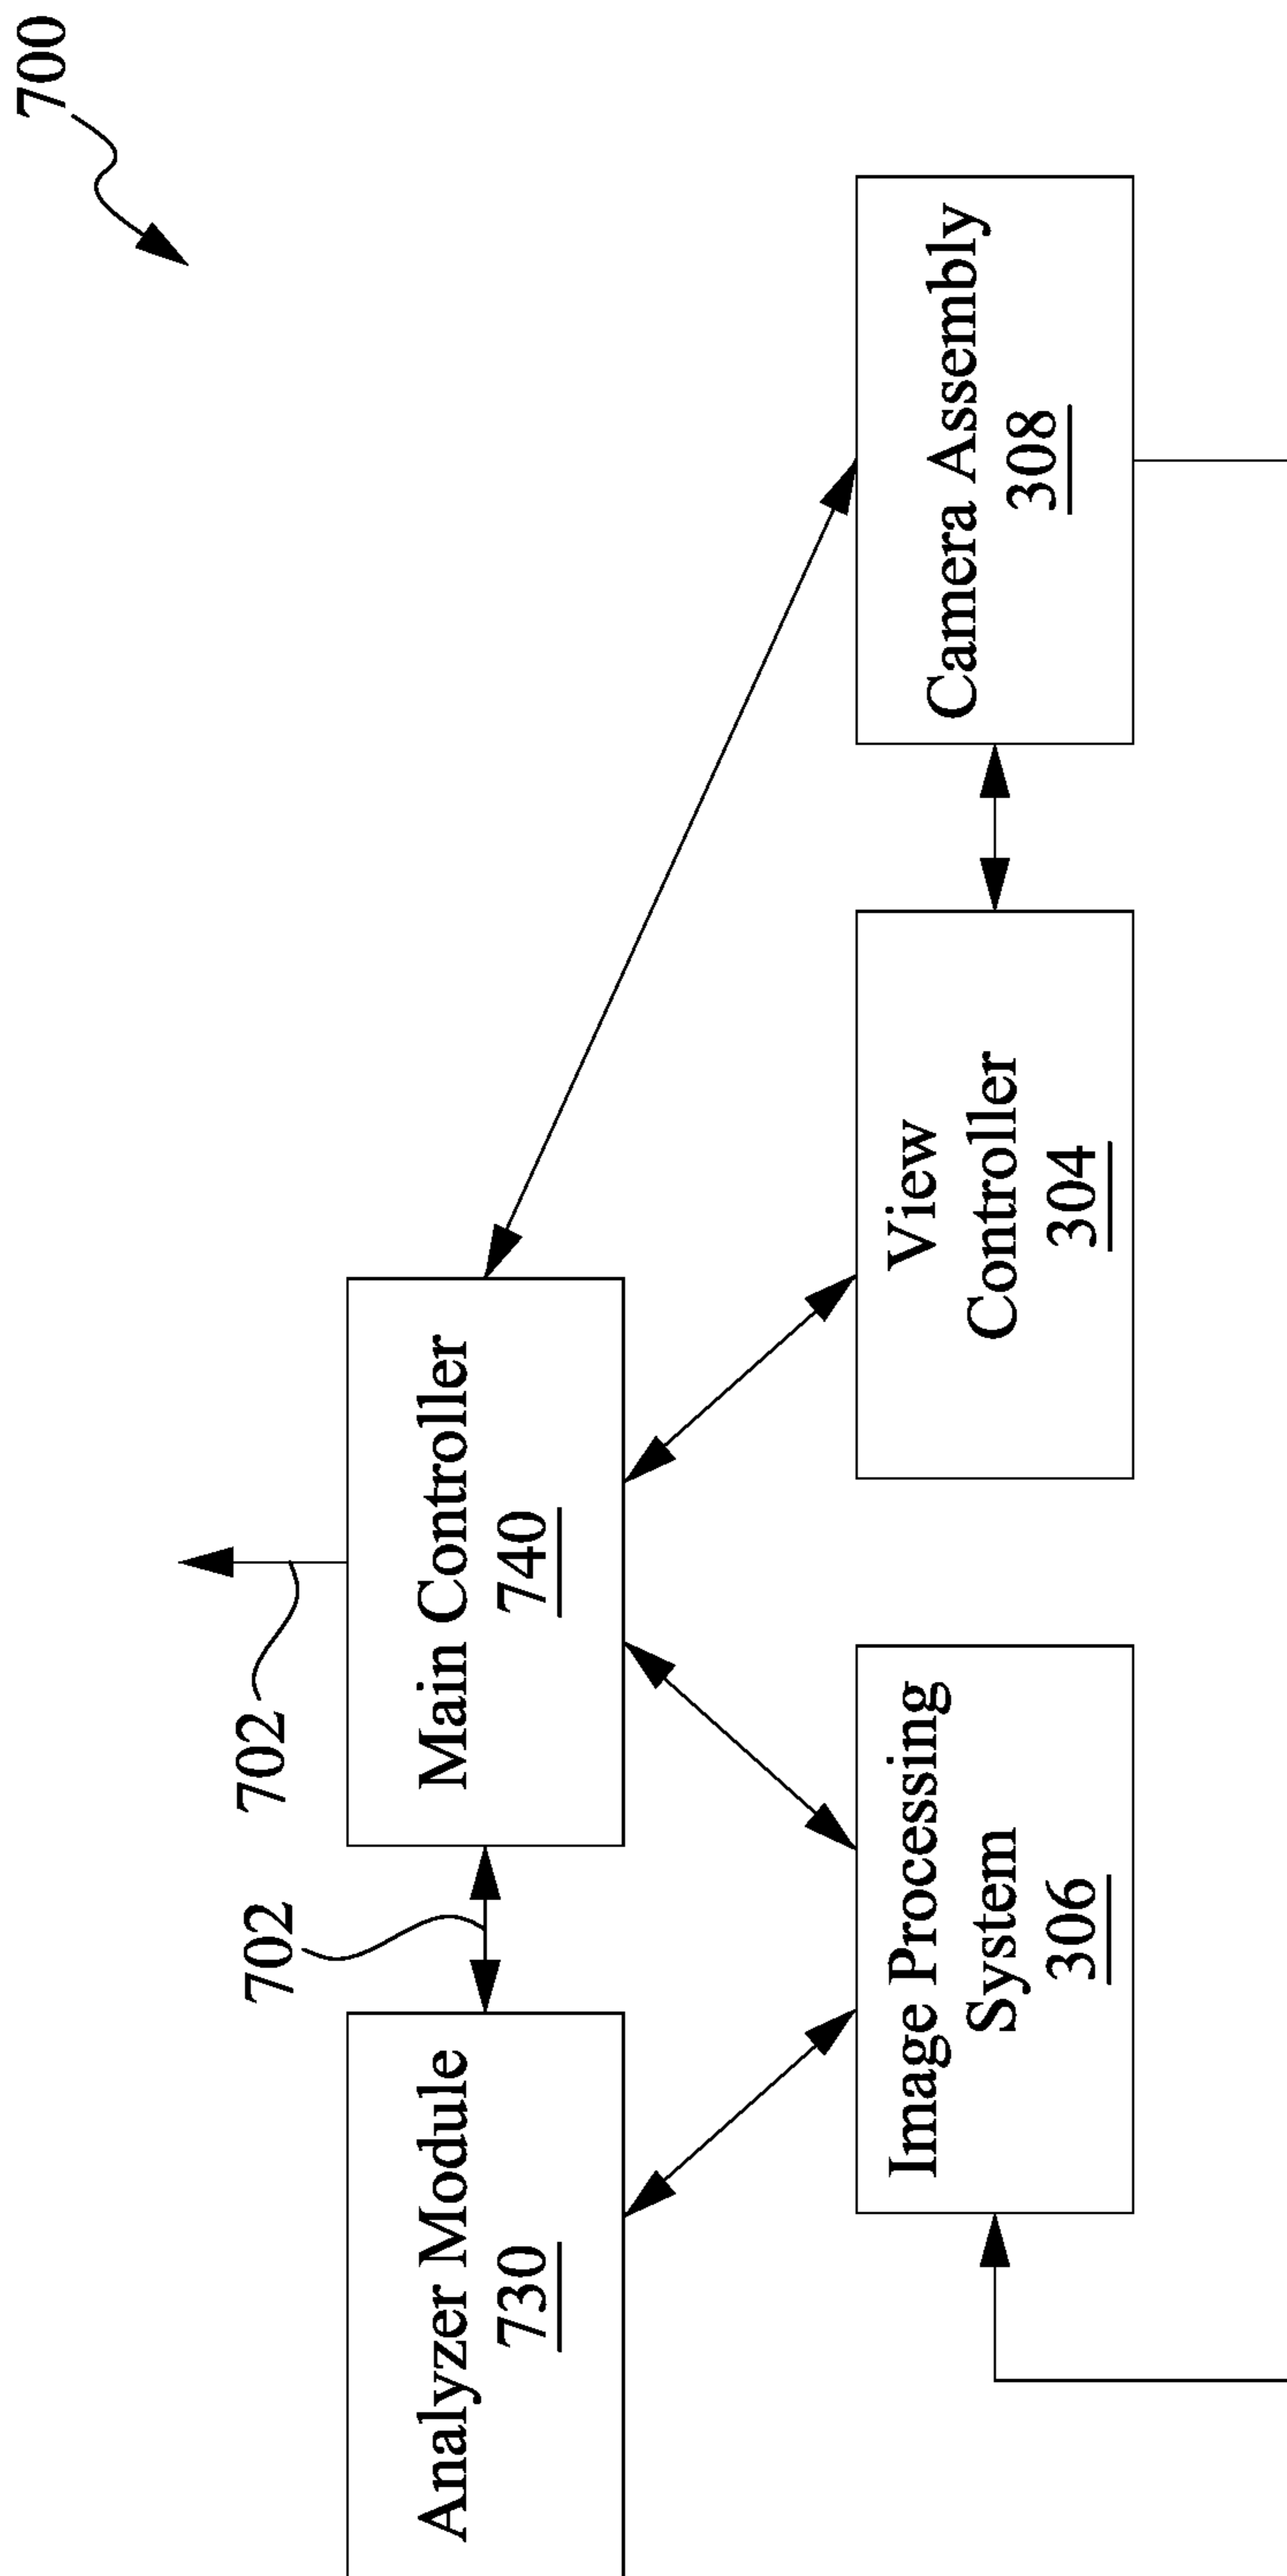 700
702
702
Analyzer Module
730
Main Controller
740
Image Processing
System
306
View
Controller
304
Camera Assembly
308